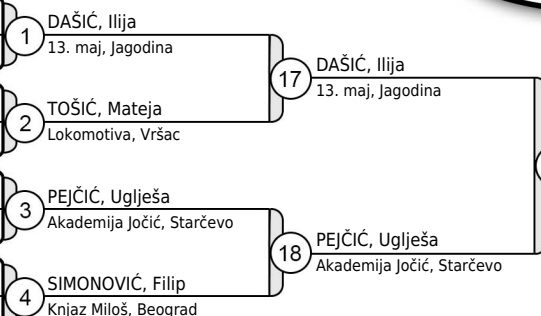 1
DAŠIĆ, Ilija
13. maj, Jagodina
2
TOŠIĆ, Mateja
Lokomotiva, Vršac
3
PEJČIĆ, Uglješa
Akademija Jočić, Starčevo
4
SIMONOVIĆ, Filip
Knjaz Miloš, Beograd
17
DAŠIĆ, Ilija
13. maj, Jagodina
18
PEJČIĆ, Uglješa
Akademija Jočić, Starčevo